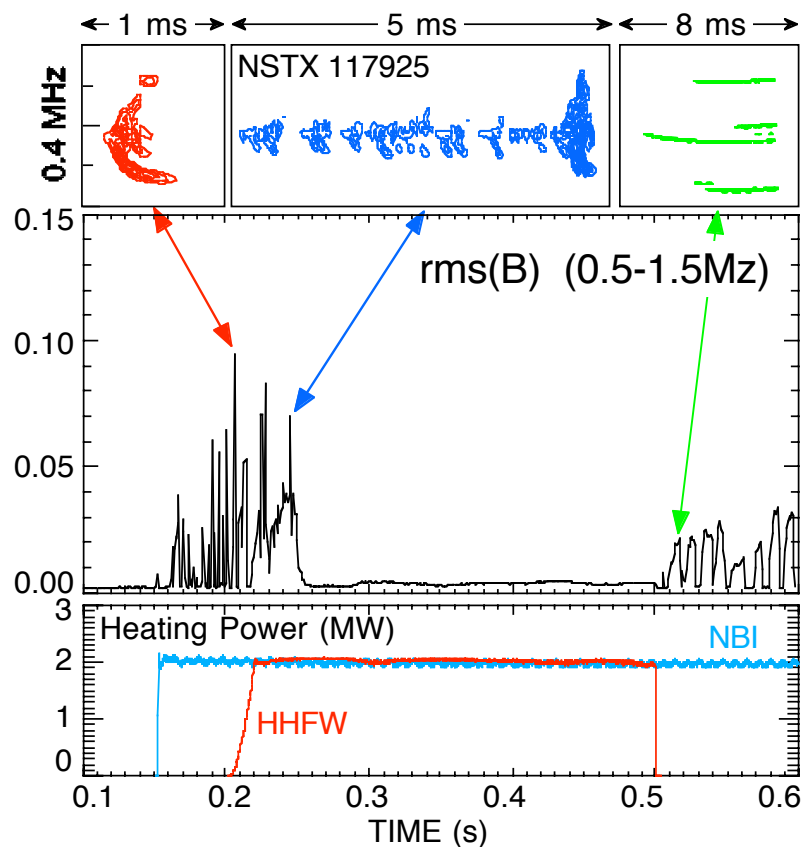 1 ms 5 ms 8 ms
0.4 MHz
NSTX 117925
0.15
rms(B) (0.5-1.5Mz)
0.10
0.05
0.00
3
Heating Power (MW)
NBI
2
1
HHFW
0
0.1 0.2 0.3 0.4 0.5 0.6
TIME (s)